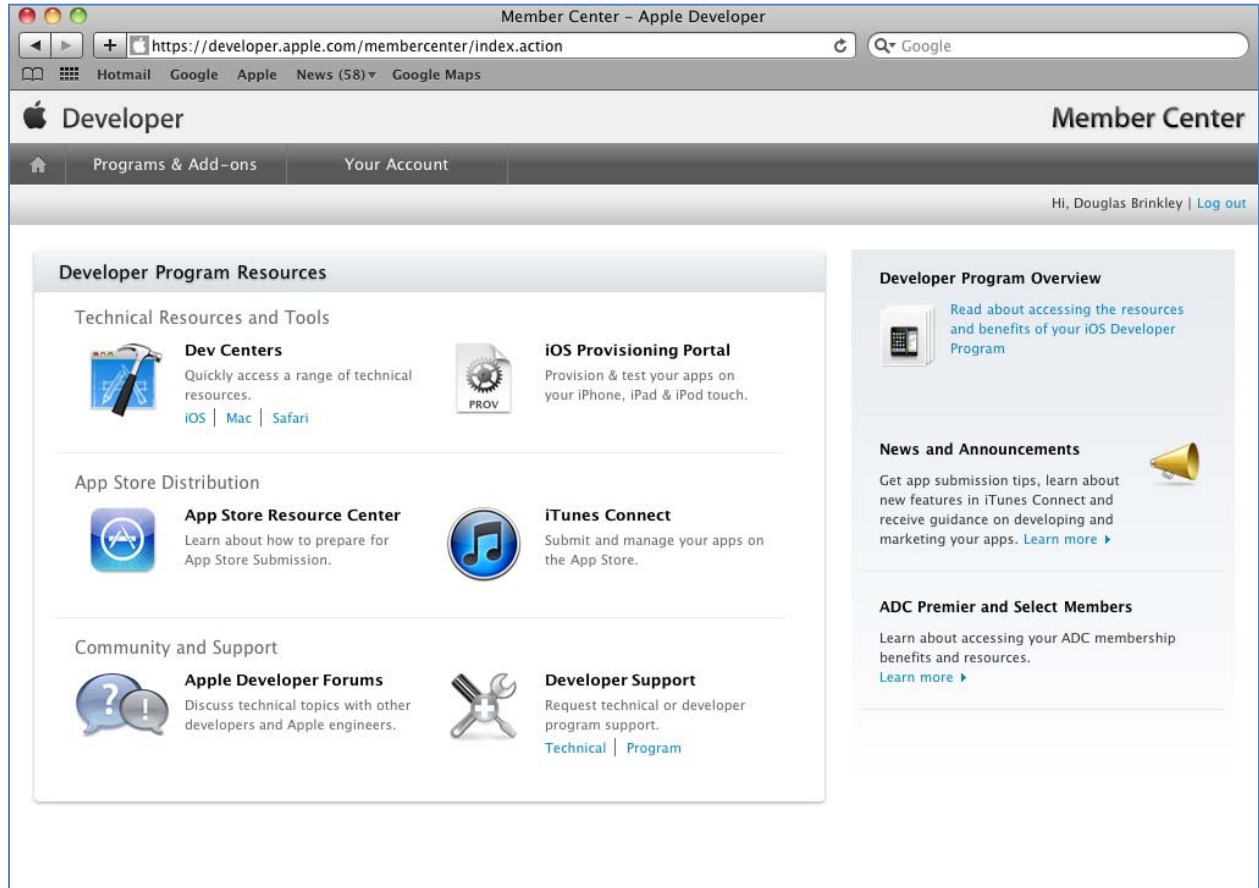 Member Center – Apple Developer
https://developer.apple.com/membercenter/index.action
Google
Hotmail Google Apple News (58) Google Maps
Developer
Member Center
Programs & Add-ons Your Account
Hi, Douglas Brinkley | Log out
Developer Program Resources
Technical Resources and Tools
Dev Centers
Quickly access a range of technical
resources.
iOS | Mac | Safari
PROV
iOS Provisioning Portal
Provision & test your apps on
your iPhone, iPad & iPod touch.
App Store Distribution
App Store Resource Center
Learn about how to prepare for
App Store Submission.
iTunes Connect
Submit and manage your apps on
the App Store.
Community and Support
Apple Developer Forums
Discuss technical topics with other
developers and Apple engineers.
Developer Support
Request technical or developer
program support.
Technical | Program
Developer Program Overview
Read about accessing the resources
and benefits of your iOS Developer
Program
News and Announcements
Get app submission tips, learn about
new features in iTunes Connect and
receive guidance on developing and
marketing your apps. Learn more
ADC Premier and Select Members
Learn about accessing your ADC membership
benefits and resources.
Learn more